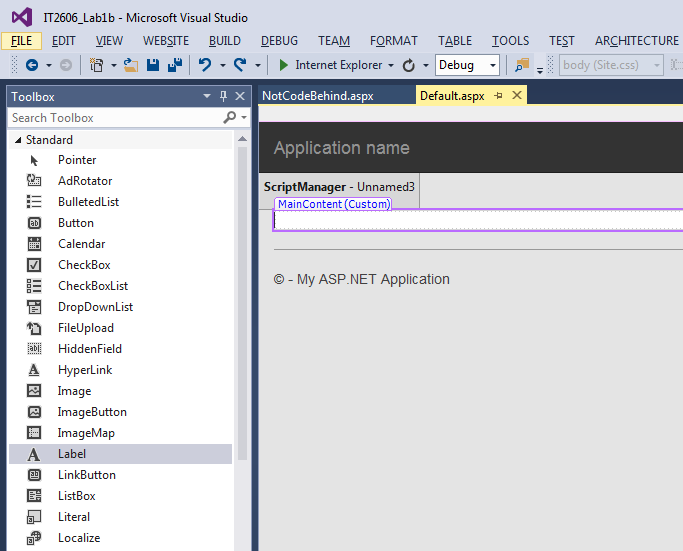 IT2606_Lab1b - Microsoft Visual Studio
FILE EDIT VIEW WEBSITE BUILD DEBUG TEAM FORMAT TABLE TOOLS TEST ARCHITECTURE
Internet Explorer Debug body (Site.css)
Toolbox
NotCodeBehind.aspx Default.aspx
Search Toolbox
Standard
Pointer
AdRotator
BulletedList
Button
Calendar
CheckBox
CheckBoxList
DropDownList
FileUpload
HiddenField
HyperLink
Image
ImageButton
ImageMap
Label
LinkButton
ListBox
Literal
Localize
Application name
ScriptManager - Unnamed3
MainContent (Custom)
© - My ASP.NET Application